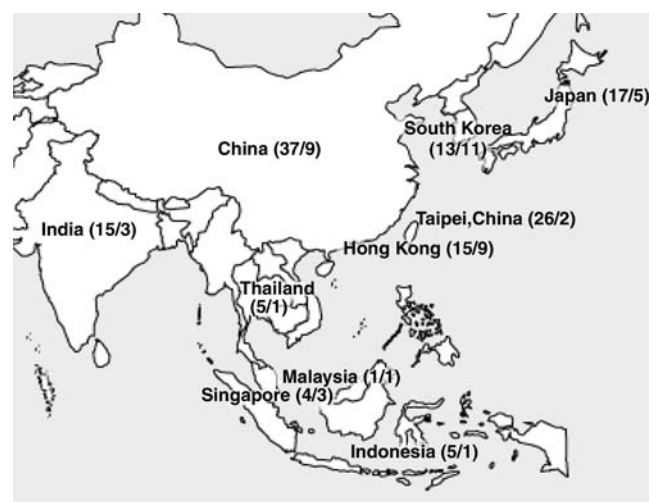 Japan (17/5)
South Korea
(13/11)
China (37/9)
Taipei,China (26/2)
India (15/3)
Hong Kong (15/9)
Thailand
(5/1)
Malaysia (1/1)
Singapore (4/3)
Indonesia (5/1)